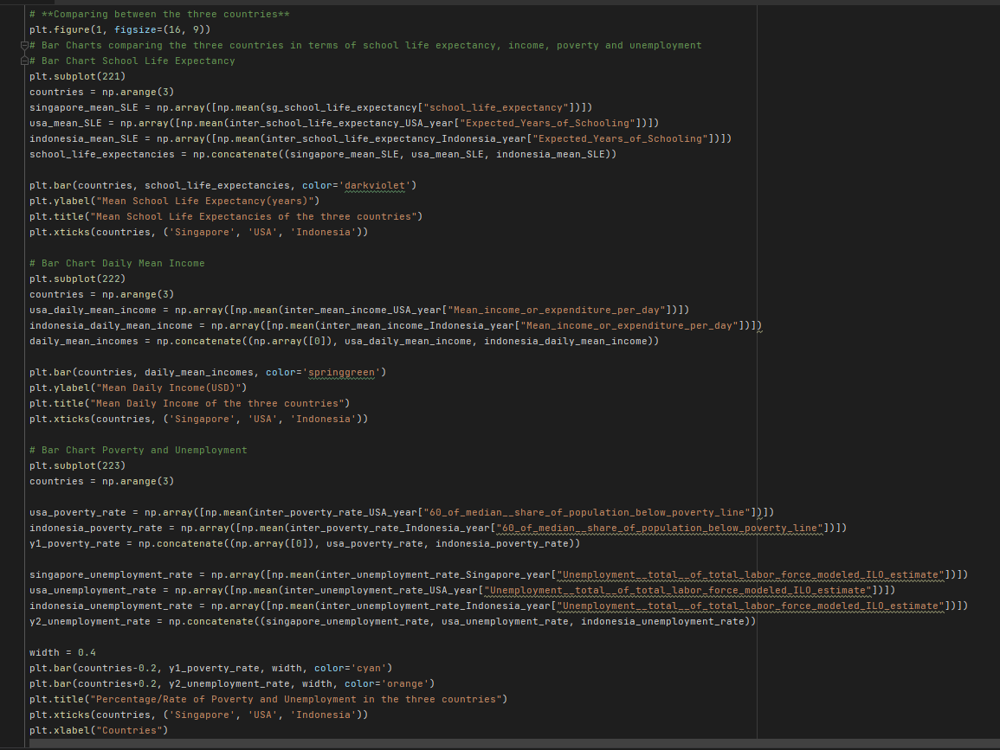 # **Comparing between the three countries**
plt.figure(1, figsize=(16, 9))
# Bar Charts comparing the three countries in terms of school life expectancy, income, poverty and unemployment
# Bar Chart School Life Expectancy
plt.subplot(221)
countries = np.arange(3)
singapore_mean_SLE = np.array([np.mean(sg_school_life_expectancy["school_life_expectancy"])])
usa_mean_SLE = np.array([np.mean(inter_school_life_expectancy_USA_year["Expected_Years_of_Schooling"])])
indonesia_mean_SLE = np.array([np.mean(inter_school_life_expectancy_Indonesia_year["Expected_Years_of_Schooling"])])
school_life_expectancies = np.concatenate((singapore_mean_SLE, usa_mean_SLE, indonesia_mean_SLE))

plt.bar(countries, school_life_expectancies, color='darkviolet')
plt.ylabel("Mean School Life Expectancy(years)")
plt.title("Mean School Life Expectancies of the three countries")
plt.xticks(countries, ('Singapore', 'USA', 'Indonesia'))

# Bar Chart Daily Mean Income
plt.subplot(222)
countries = np.arange(3)
usa_daily_mean_income = np.array([np.mean(inter_mean_income_USA_year["Mean_income_or_expenditure_per_day"])])
indonesia_daily_mean_income = np.array([np.mean(inter_mean_income_Indonesia_year["Mean_income_or_expenditure_per_day"])])
daily_mean_incomes = np.concatenate((np.array([0]), usa_daily_mean_income, indonesia_daily_mean_income))

plt.bar(countries, daily_mean_incomes, color='springgreen')
plt.ylabel("Mean Daily Income(USD)")
plt.title("Mean Daily Income of the three countries")
plt.xticks(countries, ('Singapore', 'USA', 'Indonesia'))

# Bar Chart Poverty and Unemployment
plt.subplot(223)
countries = np.arange(3)

usa_poverty_rate = np.array([np.mean(inter_poverty_rate_USA_year["60_of_median__share_of_population_below_poverty_line"])])
indonesia_poverty_rate = np.array([np.mean(inter_poverty_rate_Indonesia_year["60_of_median__share_of_population_below_poverty_line"])])
y1_poverty_rate = np.concatenate((np.array([0]), usa_poverty_rate, indonesia_poverty_rate))

singapore_unemployment_rate = np.array([np.mean(inter_unemployment_rate_Singapore_year["Unemployment__total__of_total_labor_force_modeled_ILO_estimate"])])
usa_unemployment_rate = np.array([np.mean(inter_unemployment_rate_USA_year["Unemployment__total__of_total_labor_force_modeled_ILO_estimate"])])
indonesia_unemployment_rate = np.array([np.mean(inter_unemployment_rate_Indonesia_year["Unemployment__total__of_total_labor_force_modeled_ILO_estimate"])])
y2_unemployment_rate = np.concatenate((singapore_unemployment_rate, usa_unemployment_rate, indonesia_unemployment_rate))

width = 0.4
plt.bar(countries-0.2, y1_poverty_rate, width, color='cyan')
plt.bar(countries+0.2, y2_unemployment_rate, width, color='orange')
plt.title("Percentage/Rate of Poverty and Unemployment in the three countries")
plt.xticks(countries, ('Singapore', 'USA', 'Indonesia'))
plt.xlabel("Countries")